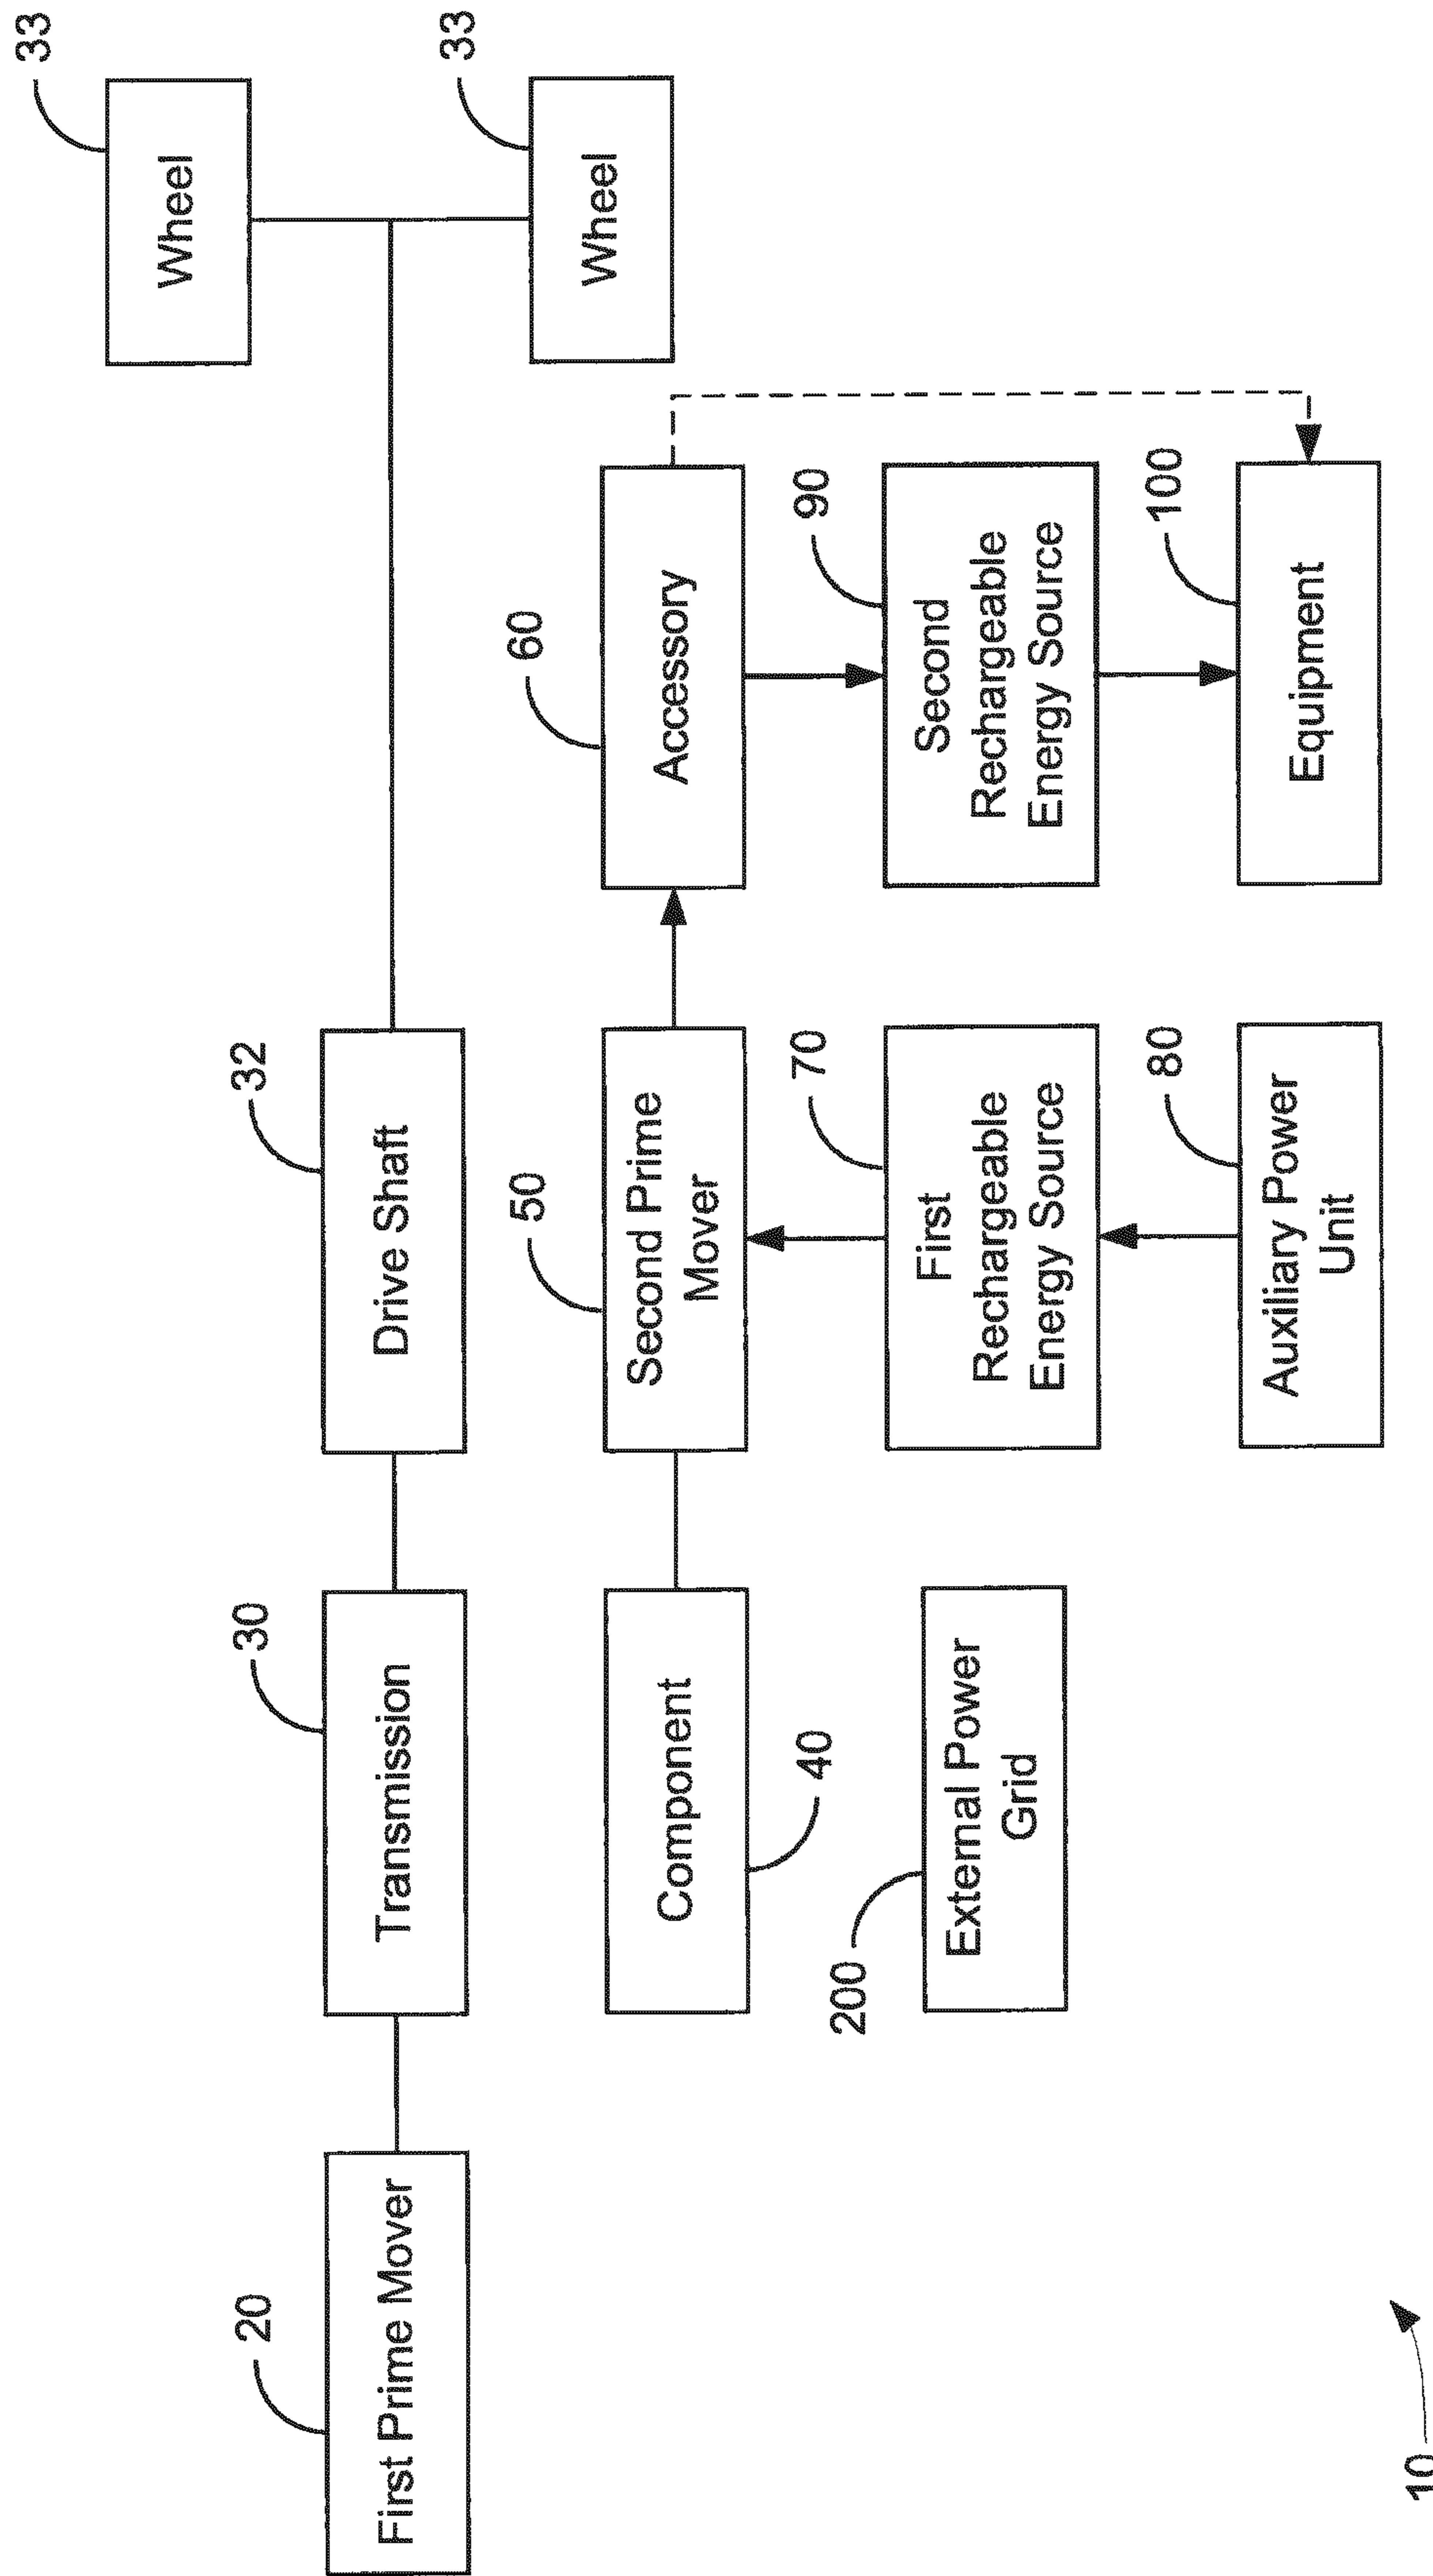 33
Wheel
33
Wheel
20
First Prime Mover
30
Transmission
32
Drive Shaft
Component
40
50
Second Prime
Mover
60
Accessory
200
External Power
Grid
70
First
Rechargeable
Energy Source
90
Second
Rechargeable
Energy Source
80
Auxiliary Power
Unit
100
Equipment
10